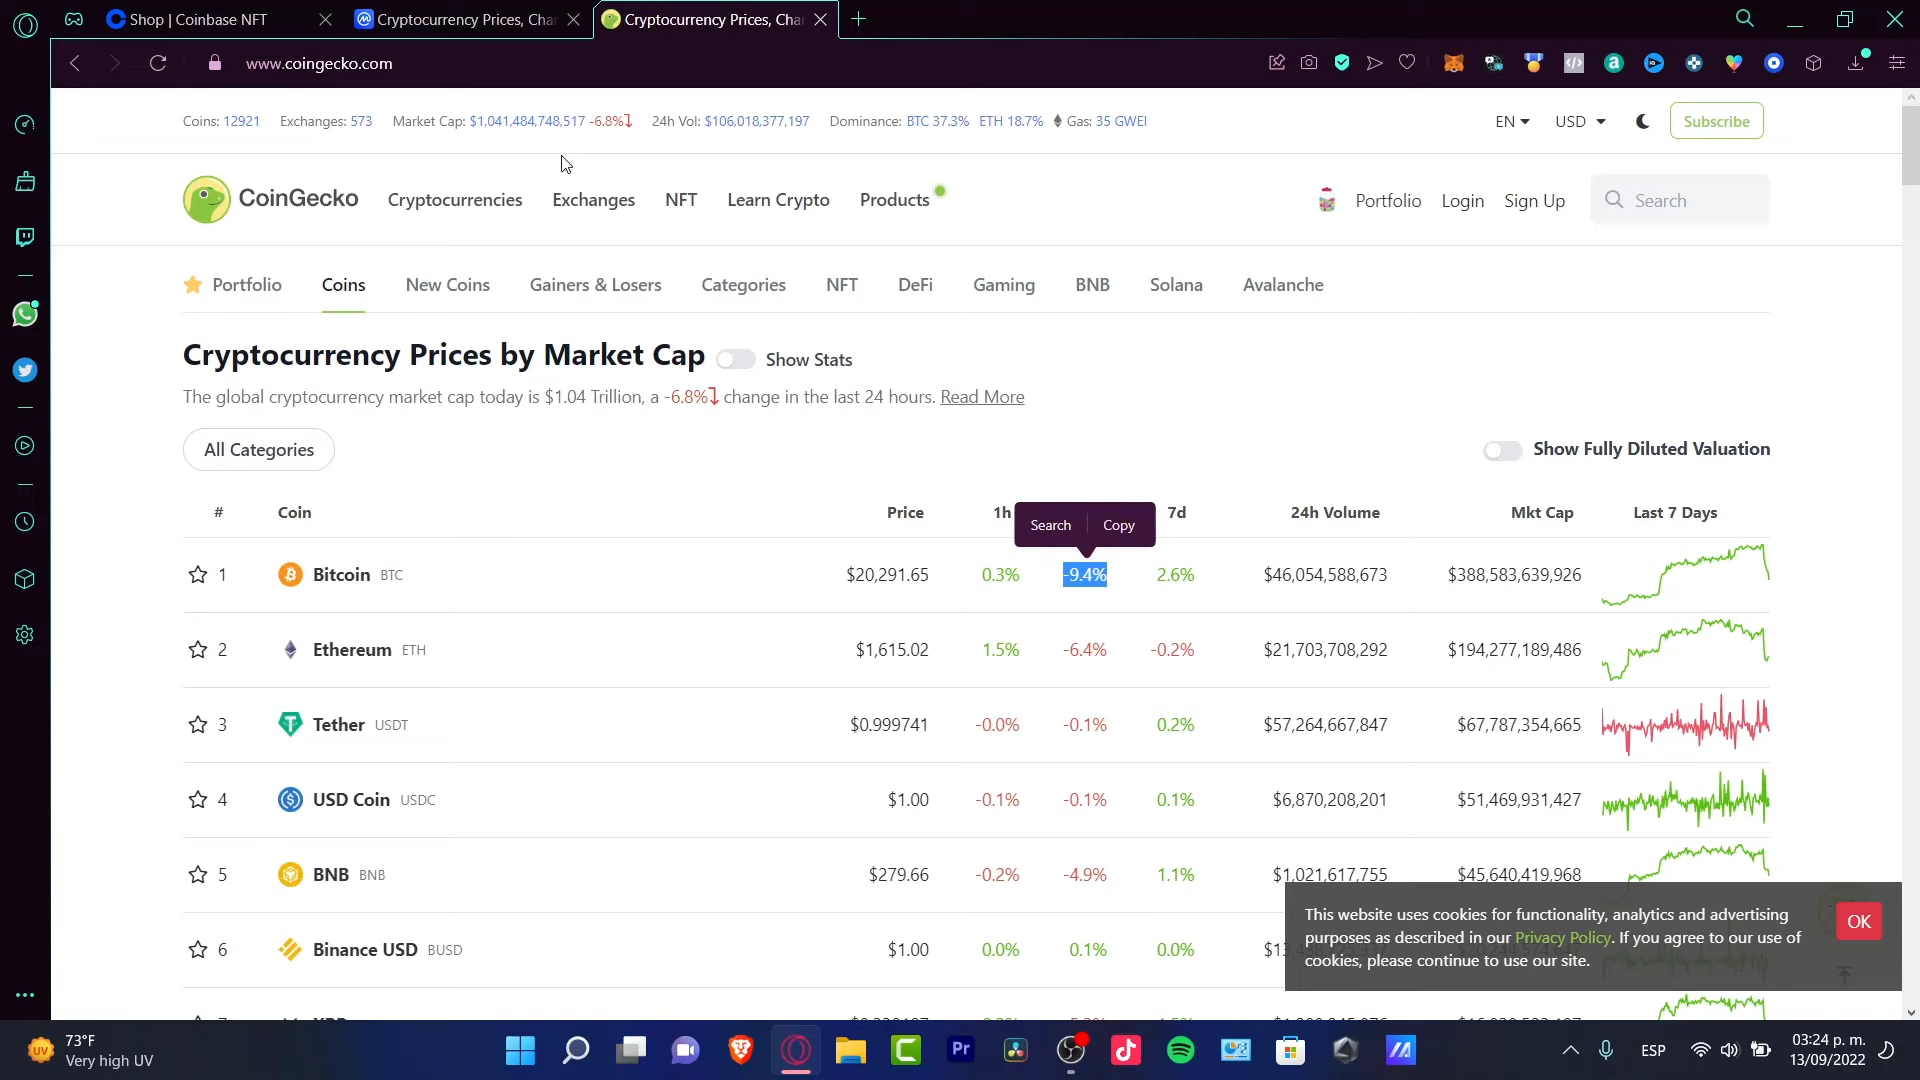 Shop | Coinbase NFT
Cryptocurrency Prices, Cha
Cryptocurrency Prices, Cha
www.coingecko.com
Coins: 12921 Exchanges: 573 Market Cap: $1,041,484,748,517 -6.8% 24h Vol: $106,018,377,197 Dominance: BTC 37.3% ETH 18.7% Gas: 35 GWEI
EN USD Subscribe
CoinGecko Cryptocurrencies Exchanges NFT Learn Crypto Products
Portfolio Login Sign Up Search
Portfolio Coins New Coins Gainers & Losers Categories NFT DeFi Gaming BNB Solana Avalanche
Cryptocurrency Prices by Market Cap Show Stats
The global cryptocurrency market cap today is $1.04 Trillion, a -6.8% change in the last 24 hours. Read More
All Categories
Show Fully Diluted Valuation
# Coin Price 1h 7d 24h Volume Mkt Cap Last 7 Days
Search Copy
1 Bitcoin BTC $20,291.65 0.3% -9.4% 2.6% $46,054,588,673 $388,583,639,926
2 Ethereum ETH $1,615.02 1.5% -6.4% -0.2% $21,703,708,292 $194,277,189,486
3 Tether USDT $0.999741 -0.0% -0.1% 0.2% $57,264,667,847 $67,787,354,665
4 USD Coin USDC $1.00 -0.1% -0.1% 0.1% $6,870,208,201 $51,469,931,427
5 BNB BNB $279.66 -0.2% -4.9% 1.1% $1,021,617,755 $45,640,419,968
6 Binance USD BUSD $1.00 0.0% 0.1% 0.0%
This website uses cookies for functionality, analytics and advertising
purposes as described in our Privacy Policy. If you agree to our use of
cookies, please continue to use our site.
OK
UV
73°F
Very high UV
Pr
ESP
03:24 p. m.
13/09/2022